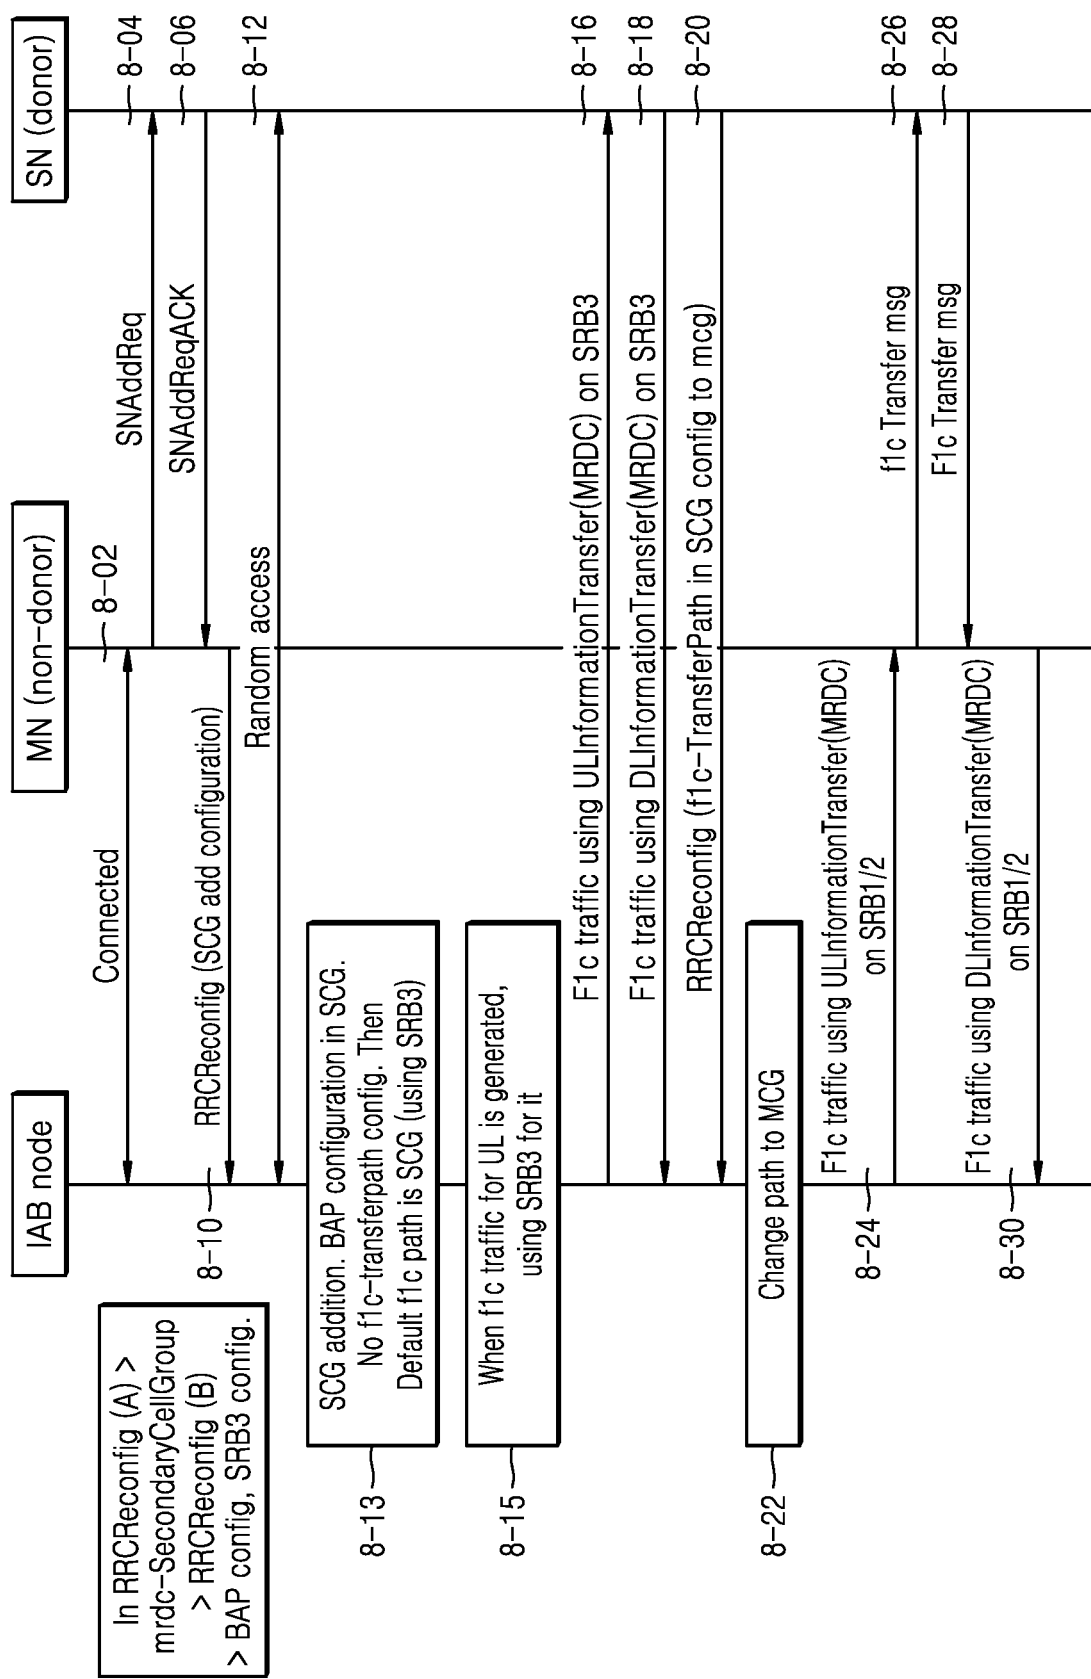 IAB node
MN (non-donor)
SN (donor)
In RRCReconfig (A) >
mrdc-SecondaryCellGroup
> RRCReconfig (B)
> BAP config, SRB3 config.
Connected
8-02
SNAddReq
8-04
SNAddReqACK
8-06
RRCReconfig (SCG add configuration)
8-10
Random access
8-12
SCG addition. BAP configuration in SCG.
No f1c-transferpath config. Then
Default f1c path is SCG (using SRB3)
8-13
When f1c traffic for UL is generated,
using SRB3 for it
8-15
F1c traffic using ULInformationTransfer(MRDC) on SRB3
8-16
F1c traffic using DLInformationTransfer(MRDC) on SRB3
8-18
RRCReconfig (f1c-TransferPath in SCG config to mcg)
8-20
Change path to MCG
8-22
F1c traffic using ULInformationTransfer(MRDC)
on SRB1/2
8-24
f1c Transfer msg
8-26
F1c Transfer msg
8-28
F1c traffic using DLInformationTransfer(MRDC)
on SRB1/2
8-30